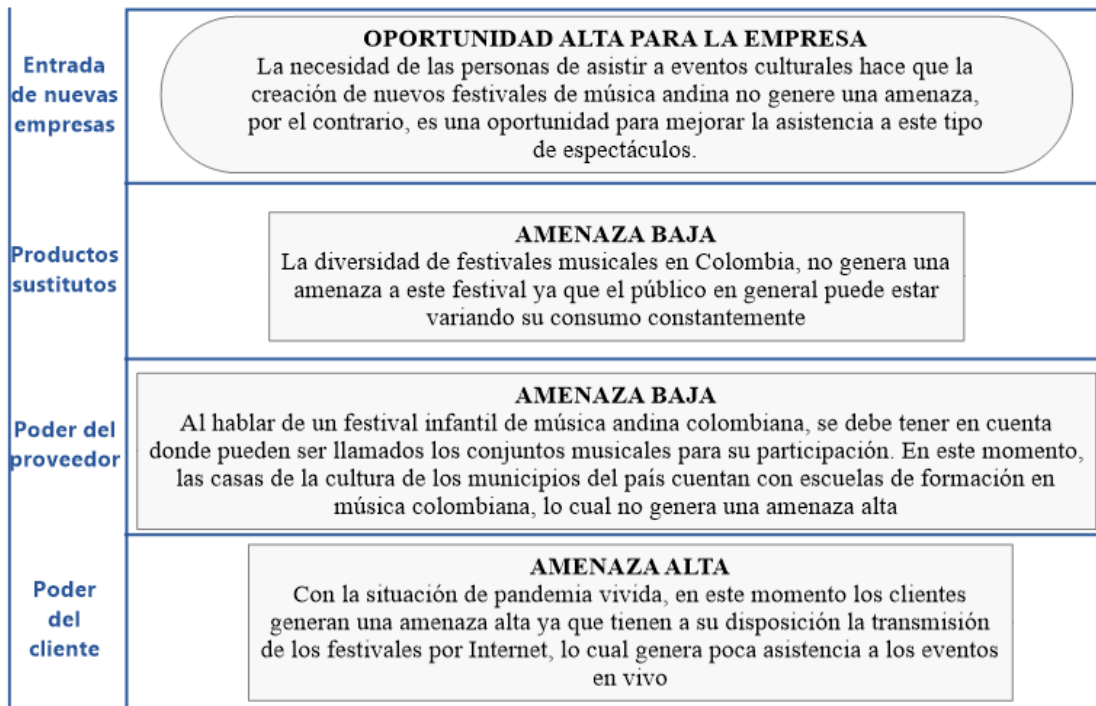 Entrada
de nuevas
empresas
OPORTUNIDAD ALTA PARA LA EMPRESA
La necesidad de las personas de asistir a eventos culturales hace que la
creación de nuevos festivales de música andina no genere una amenaza,
por el contrario, es una oportunidad para mejorar la asistencia a este tipo
de espectáculos.
Productos
sustitutos
AMENAZA BAJA
La diversidad de festivales musicales en Colombia, no genera una
amenaza a este festival ya que el público en general puede estar
variando su consumo constantemente
Poder del
proveedor
AMENAZA BAJA
Al hablar de un festival infantil de música andina colombiana, se debe tener en cuenta
donde pueden ser llamados los conjuntos musicales para su participación. En este momento,
las casas de la cultura de los municipios del país cuentan con escuelas de formación en
música colombiana, lo cual no genera una amenaza alta
Poder
del
cliente
AMENAZA ALTA
Con la situación de pandemia vivida, en este momento los clientes
generan una amenaza alta ya que tienen a su disposición la transmisión
de los festivales por Internet, lo cual genera poca asistencia a los eventos
en vivo